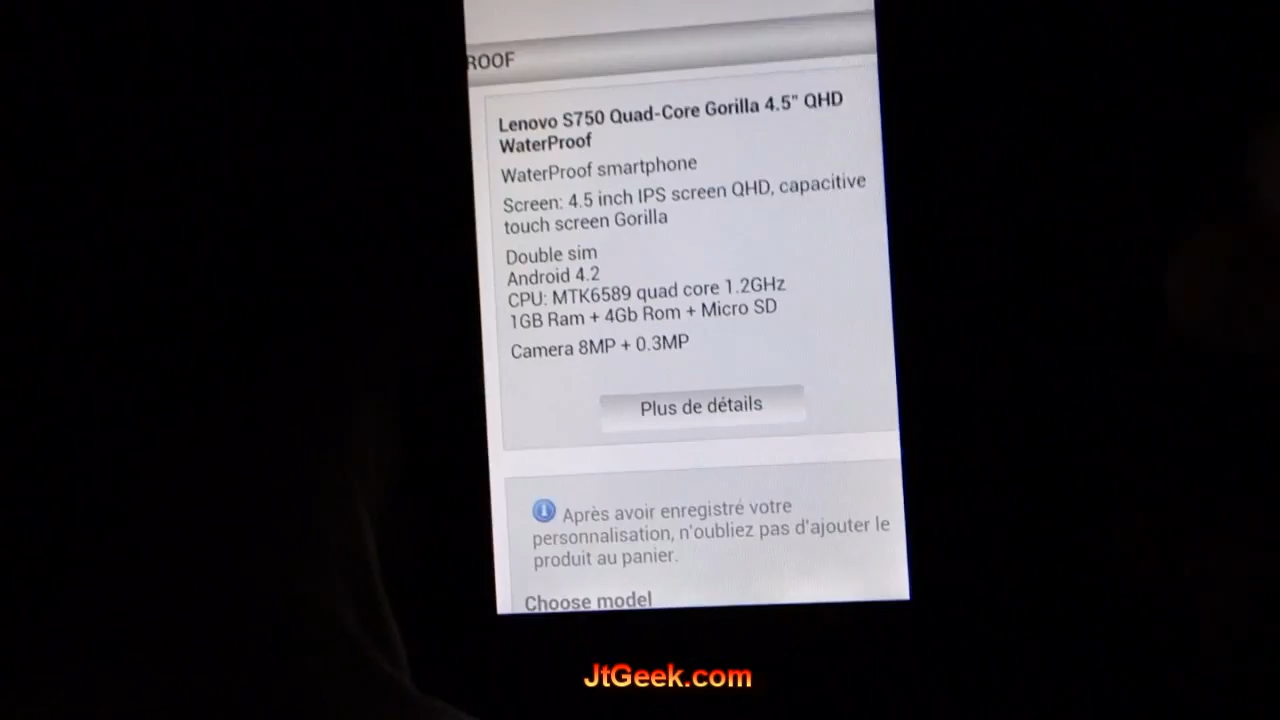 ROOF
Lenovo S750 Quad-Core Gorilla 4.5" QHD
WaterProof
WaterProof smartphone
Screen: 4.5 inch IPS screen QHD, capacitive
touch screen Gorilla
Double sim
Android 4.2
CPU: MTK6589 quad core 1.2GHz
1GB Ram + 4Gb Rom + Micro SD
Camera 8MP + 0.3MP
Plus de détails
Après avoir enregistré votre
personnalisation, n'oubliez pas d'ajouter le
produit au panier.
Choose model
JtGeek.com